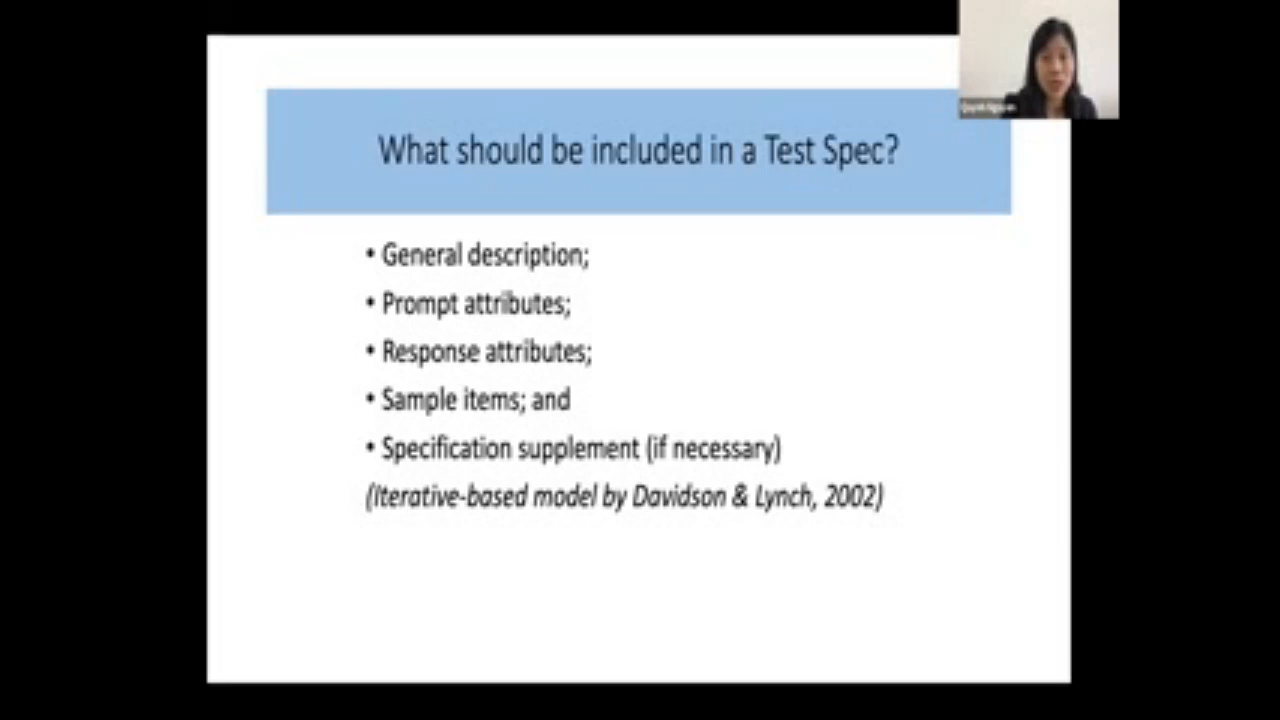 What should be included in a Test Spec?
• General description;
• Prompt attributes;
• Response attributes;
• Sample items; and
• Specification supplement (if necessary)
(Iterative-based model by Davidson & Lynch, 2002)